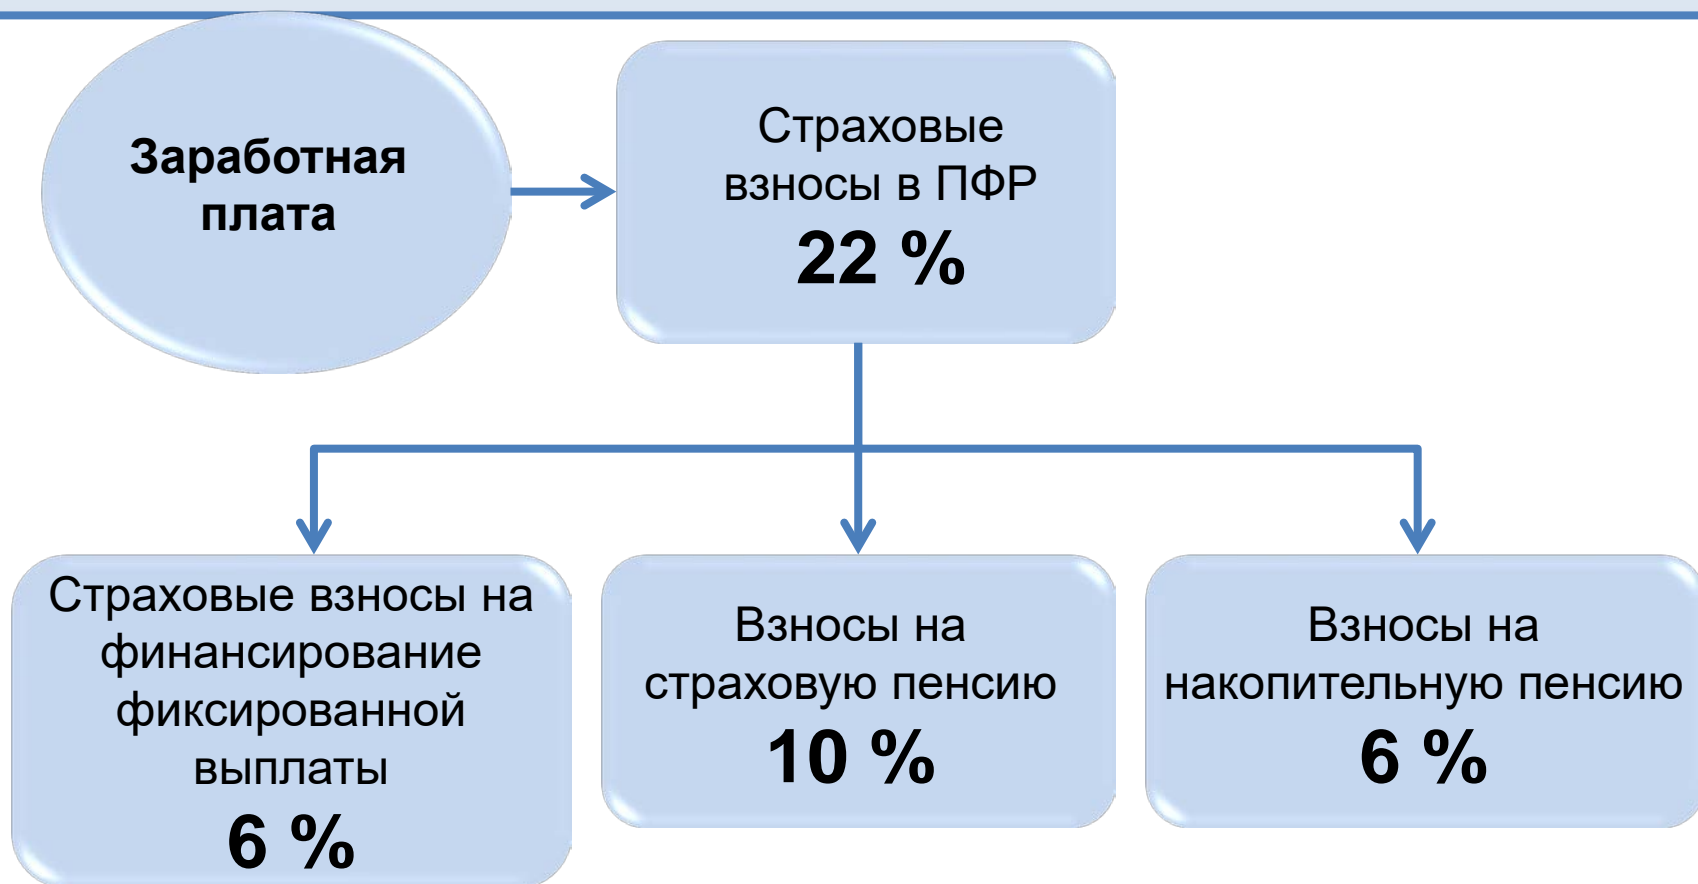 Заработная
плата
Страховые
взносы в ПФР
22 %
Страховые взносы на
финансирование
фиксированной
выплаты
6 %
Взносы на
страховую пенсию
10 %
Взносы на
накопительную пенсию
6 %